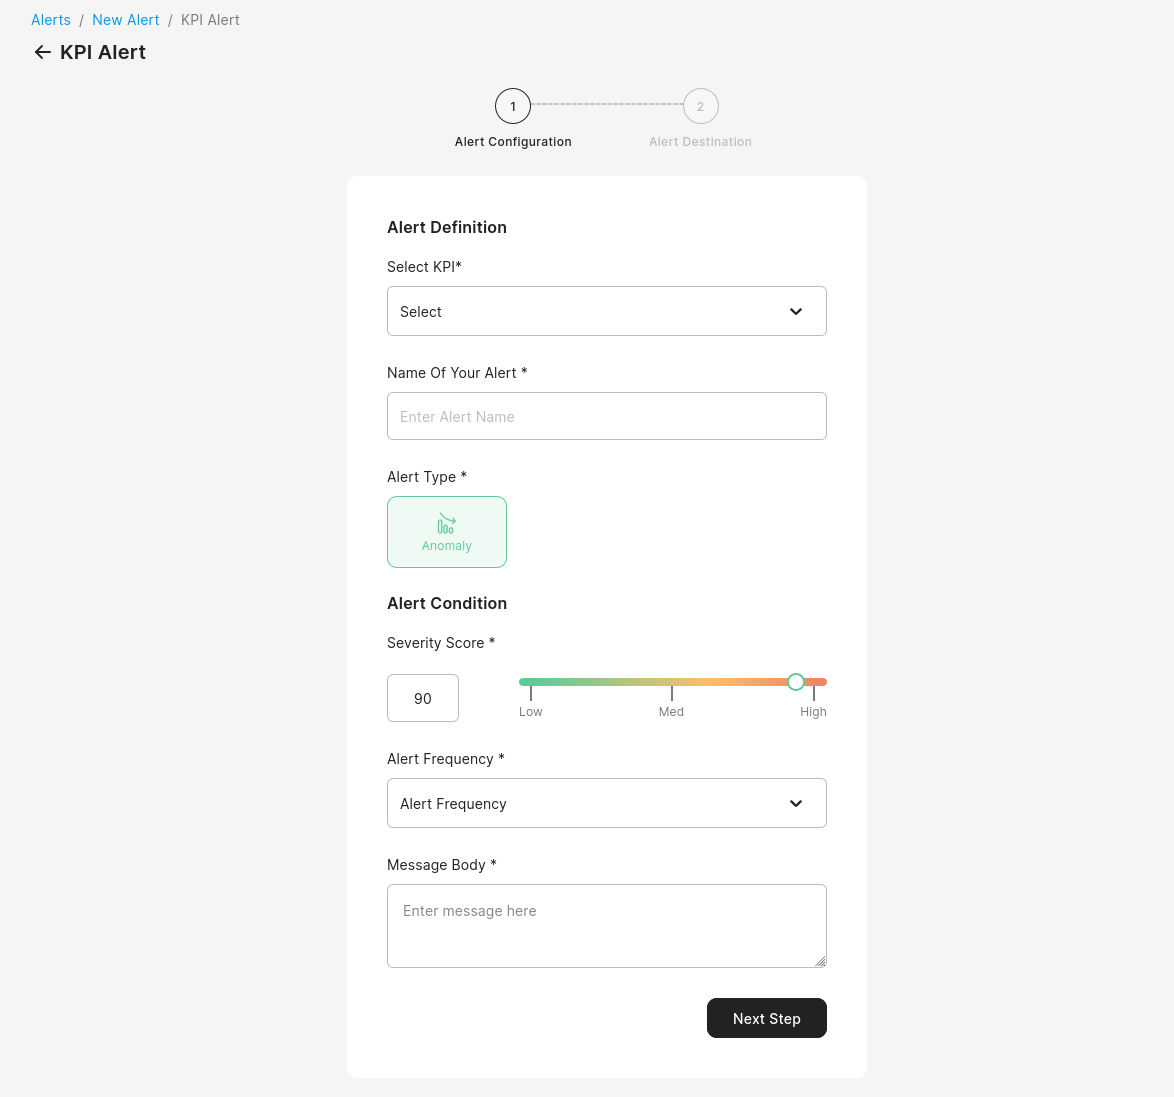 Alerts / New Alert / KPI Alert
KPI Alert
1
2
Alert Configuration
Alert Destination
Alert Definition
Select KPI*
Select
Name Of Your Alert *
Enter Alert Name
Alert Type *
Anomaly
Alert Condition
Severity Score *
90
Low
Med
High
Alert Frequency *
Alert Frequency
Message Body *
Enter message here
Next Step